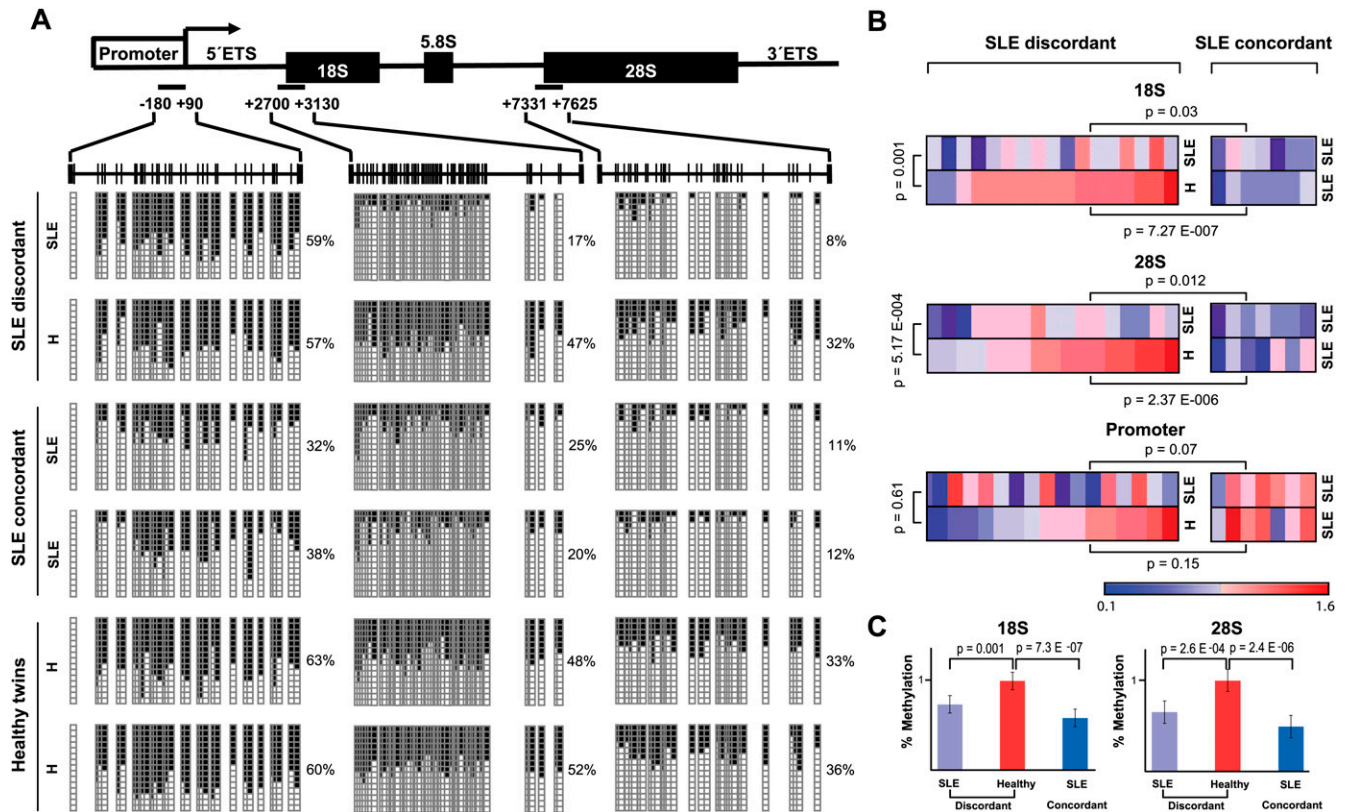 A
Promoter
5´ETS
18S
5.8S
28S
3´ETS
-180 +90
+2700 +3130
+7331 +7625
SLE discordant
SLE
59%
17%
8%
H
57%
47%
32%
SLE concordant
SLE
32%
25%
11%
SLE
38%
20%
12%
Healthy twins
H
63%
48%
33%
H
60%
52%
36%
B
SLE discordant
SLE concordant
18S
p = 0.03
p = 0.001
SLE
H
SLE SLE
p = 7.27 E-007
28S
p = 0.012
p = 5.17 E-004
SLE
H
SLE SLE
p = 2.37 E-006
Promoter
p = 0.07
p = 0.61
SLE
H
SLE SLE
p = 0.15
0.1
1.6
C
18S
p = 0.001
p = 7.3 E -07
% Methylation
1
SLE
Healthy
SLE
Discordant
Concordant
28S
p = 2.6 E -04
p = 2.4 E -06
% Methylation
1
SLE
Healthy
SLE
Discordant
Concordant